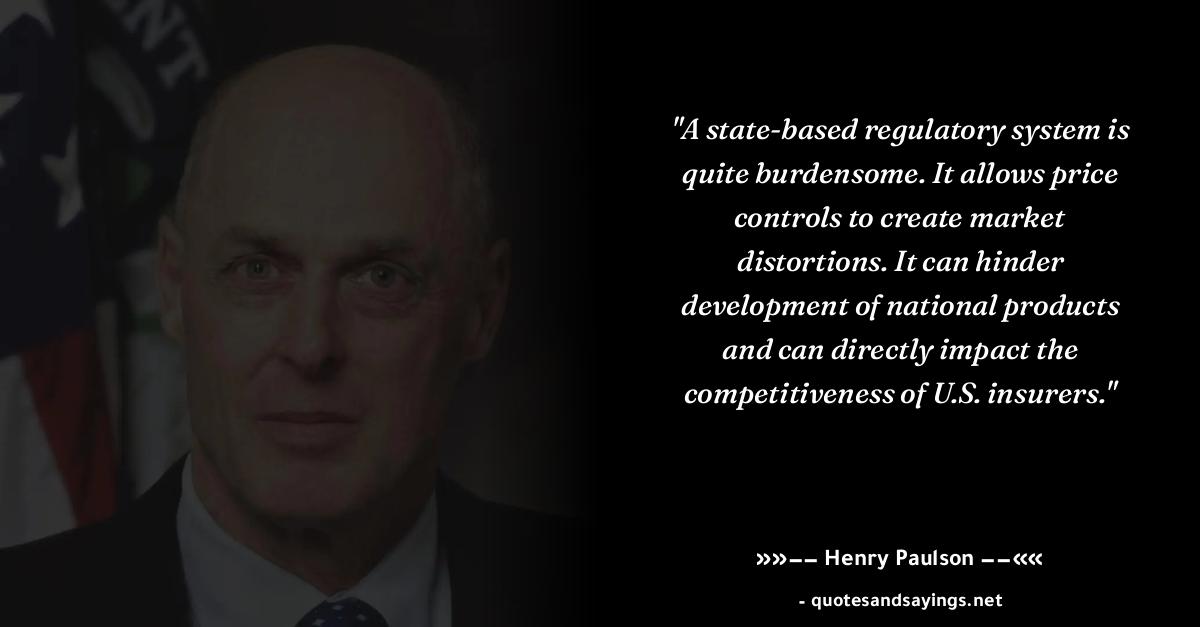 NT
"A state-based regulatory system is
quite burdensome. It allows price
controls to create market
distortions. It can hinder
development of national products
and can directly impact the
competitiveness of U.S. insurers."
»»−− Henry Paulson −−««
- quotesandsayings.net